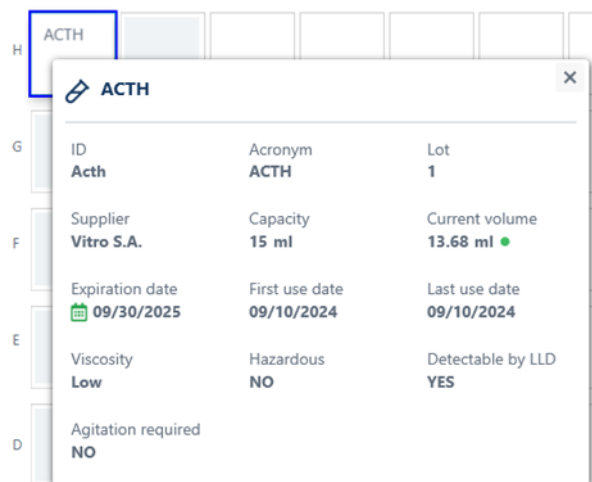 H
ACTH
ACTH
G
ID Acronym Lot
Acth ACTH 1
F
Supplier Capacity Current volume
Vitro S.A. 15 ml 13.68 ml
Expiration date First use date Last use date
09/30/2025 09/10/2024 09/10/2024
E
Viscosity Hazardous Detectable by LLD
Low NO YES
D
Agitation required
NO